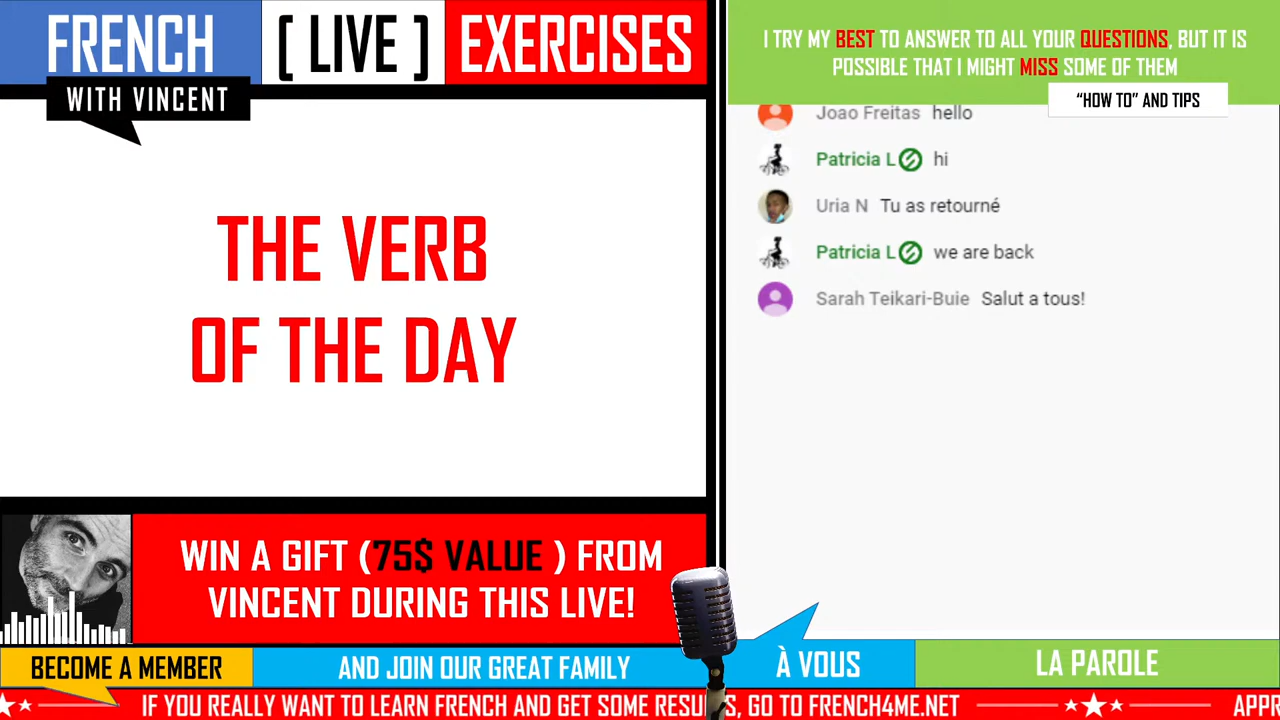 FRENCH
[ LIVE ]
EXERCISES
WITH VINCENT
THE VERB
OF THE DAY
WIN A GIFT (75$ VALUE ) FROM
VINCENT DURING THIS LIVE!
I TRY MY BEST TO ANSWER TO ALL YOUR QUESTIONS, BUT IT IS
POSSIBLE THAT I MIGHT MISS SOME OF THEM
“HOW TO” AND TIPS
Joao Freitas hello
Patricia L hi
Uria N Tu as retourné
Patricia L we are back
Sarah Teikari-Buie Salut a tous!
BECOME A MEMBER
AND JOIN OUR GREAT FAMILY
À VOUS
LA PAROLE
IF YOU REALLY WANT TO LEARN FRENCH AND GET SOME RESULTS, GO TO FRENCH4ME.NET